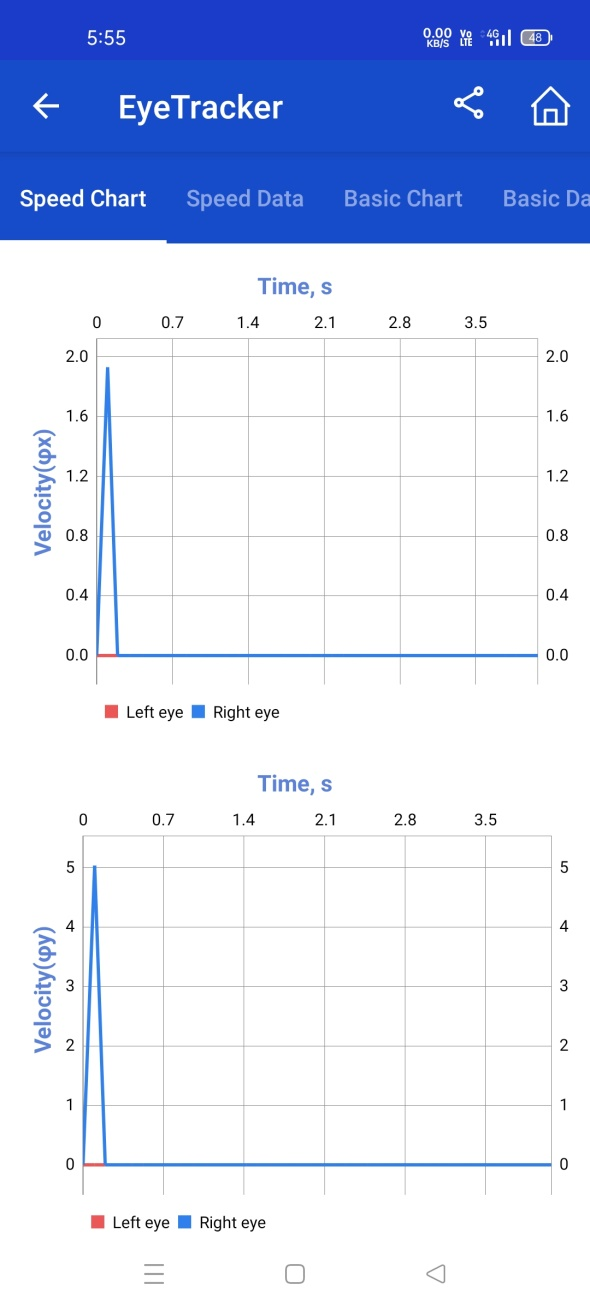 5:55 0.00 KB/S Vo LTE 4G 48
EyeTracker
Speed Chart Speed Data Basic Chart Basic Da
Time, s
0 0.7 1.4 2.1 2.8 3.5
2.0 2.0
1.6 1.6
1.2 1.2
0.8 0.8
0.4 0.4
0.0 0.0
Velocity(φx)
Left eye Right eye
Time, s
0 0.7 1.4 2.1 2.8 3.5
5 5
4 4
3 3
2 2
1 1
0 0
Velocity(φy)
Left eye Right eye